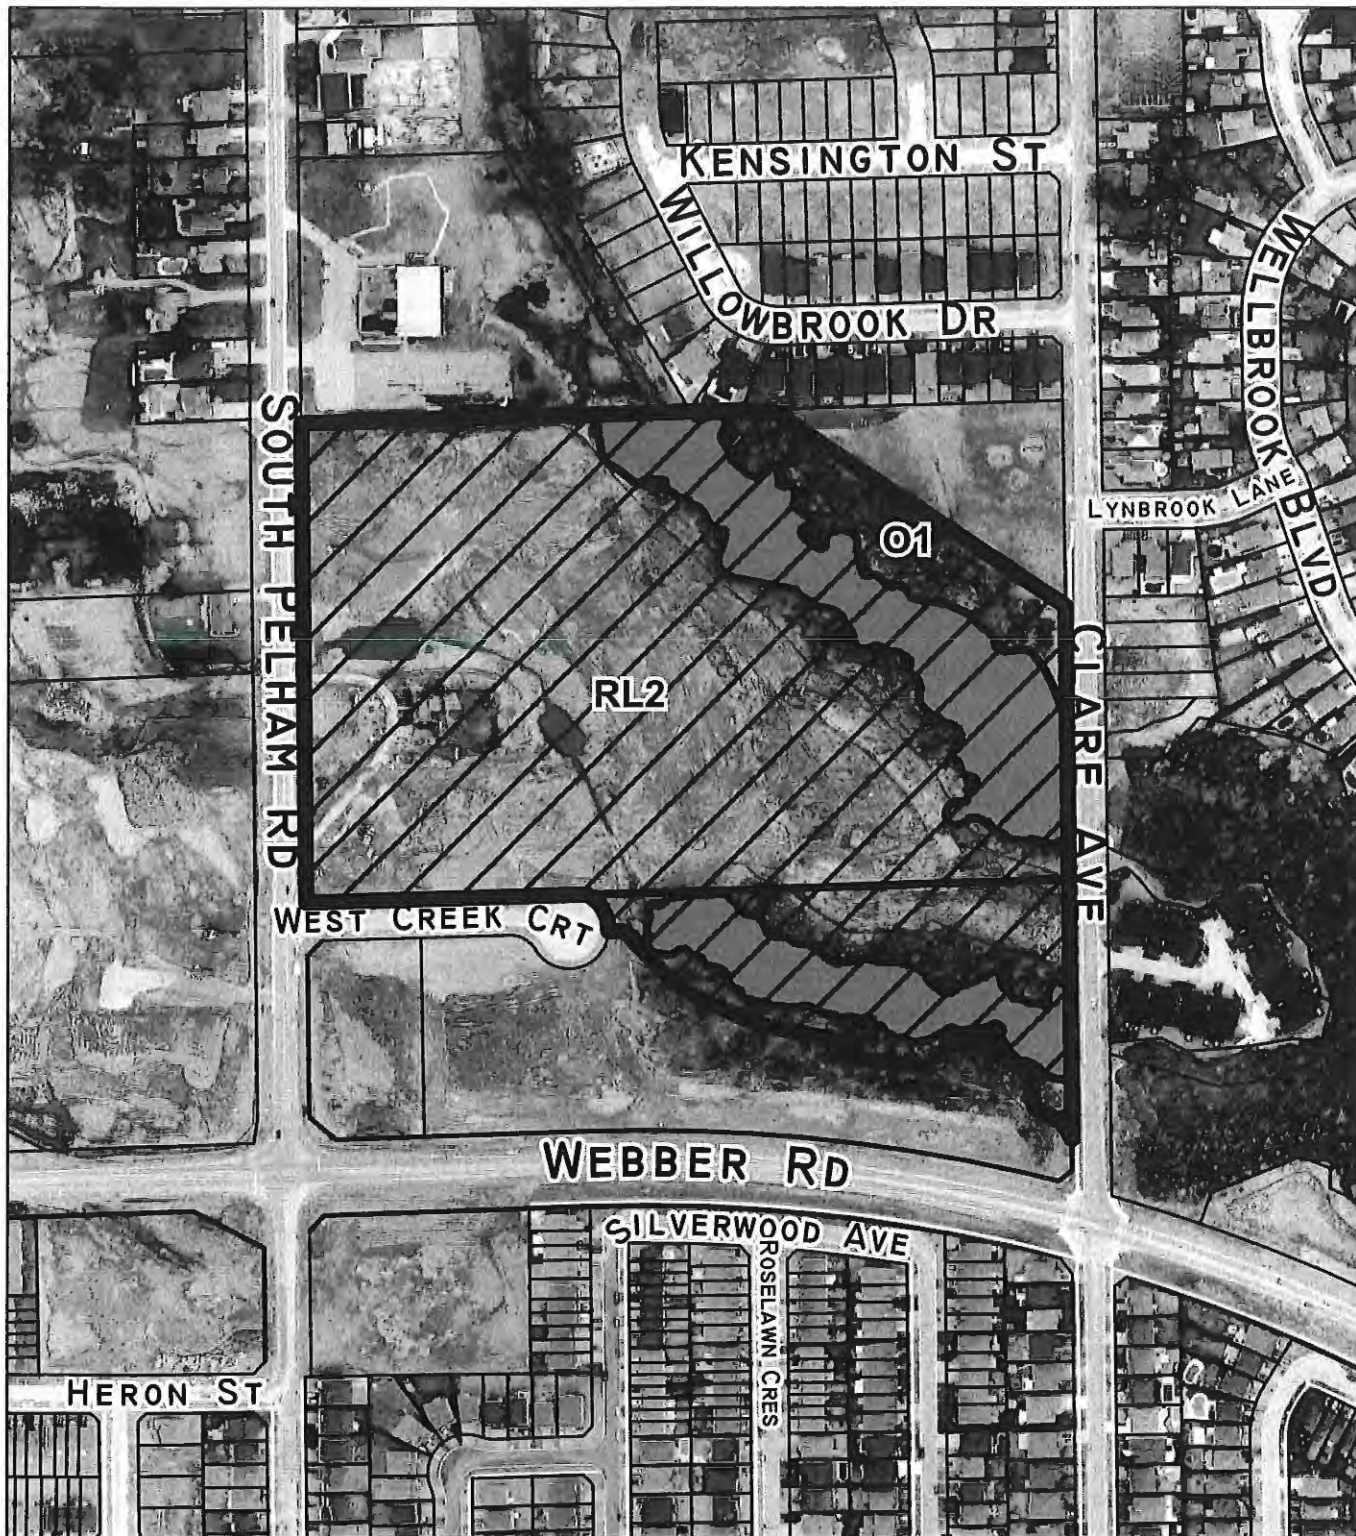 KENSINGTON ST
WILLOWBROOK DR
WELLBROOK BLVD
SOUTH PELHAM RD
LYNBROOK LANE
O1
CLARE AVE
RL2
WEST CREEK CRT
WEBBER RD
SILVERWOOD AVE
ROSELAWN CRES
HERON ST